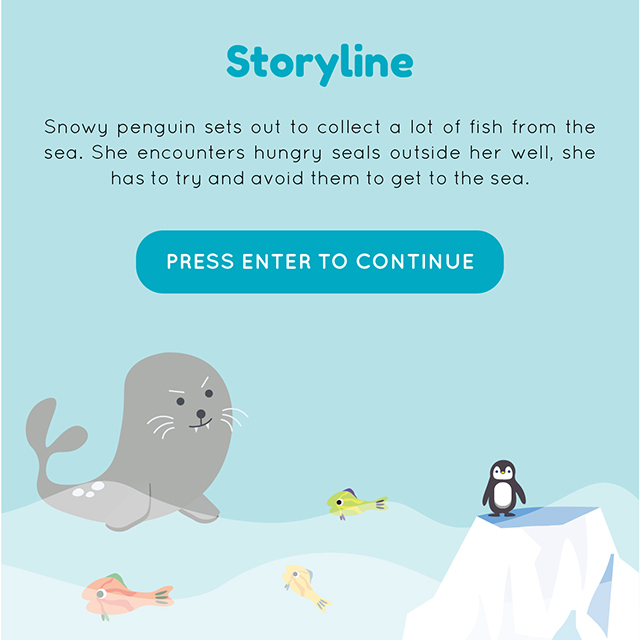 Storyline
Snowy penguin sets out to collect a lot of fish from the
sea. She encounters hungry seals outside her well, she
has to try and avoid them to get to the sea.
PRESS ENTER TO CONTINUE